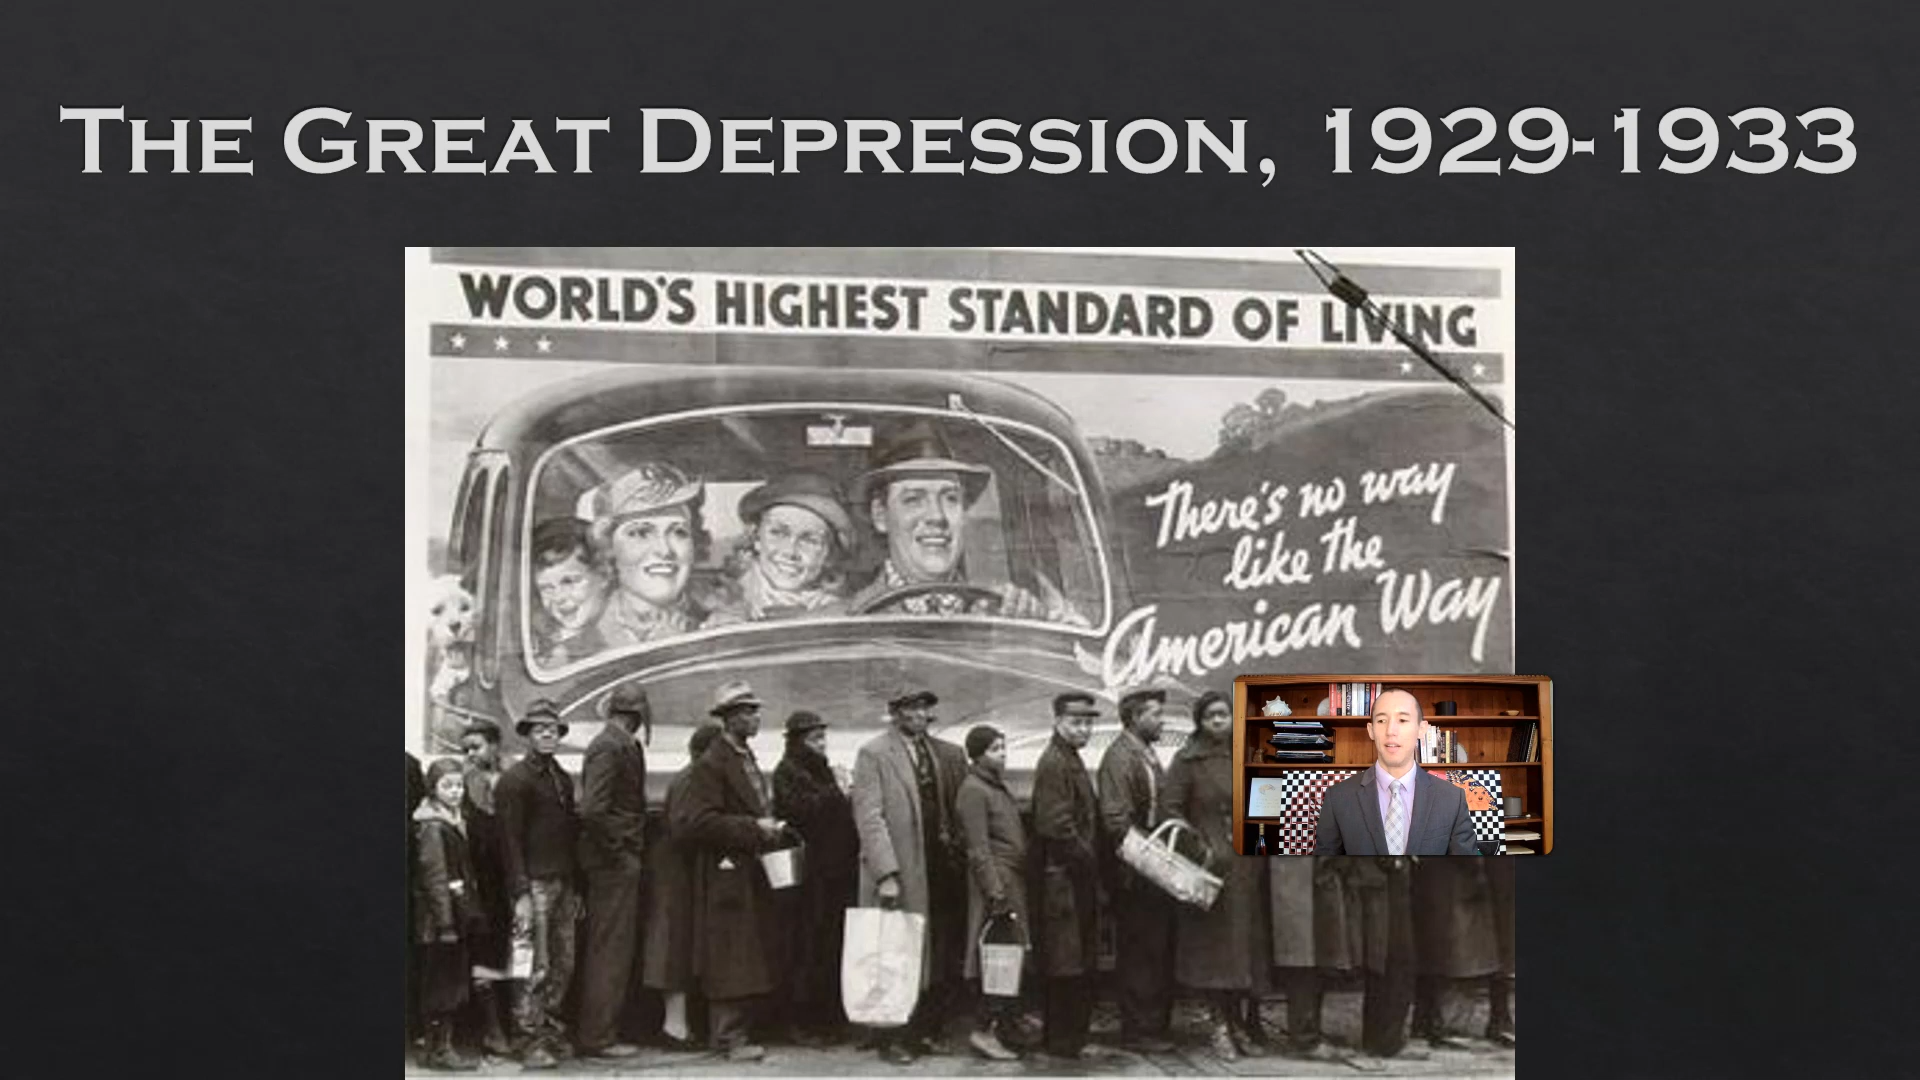 The Great Depression, 1929-1933
WORLD'S HIGHEST STANDARD OF LIVING
There's no way
like the
American Way